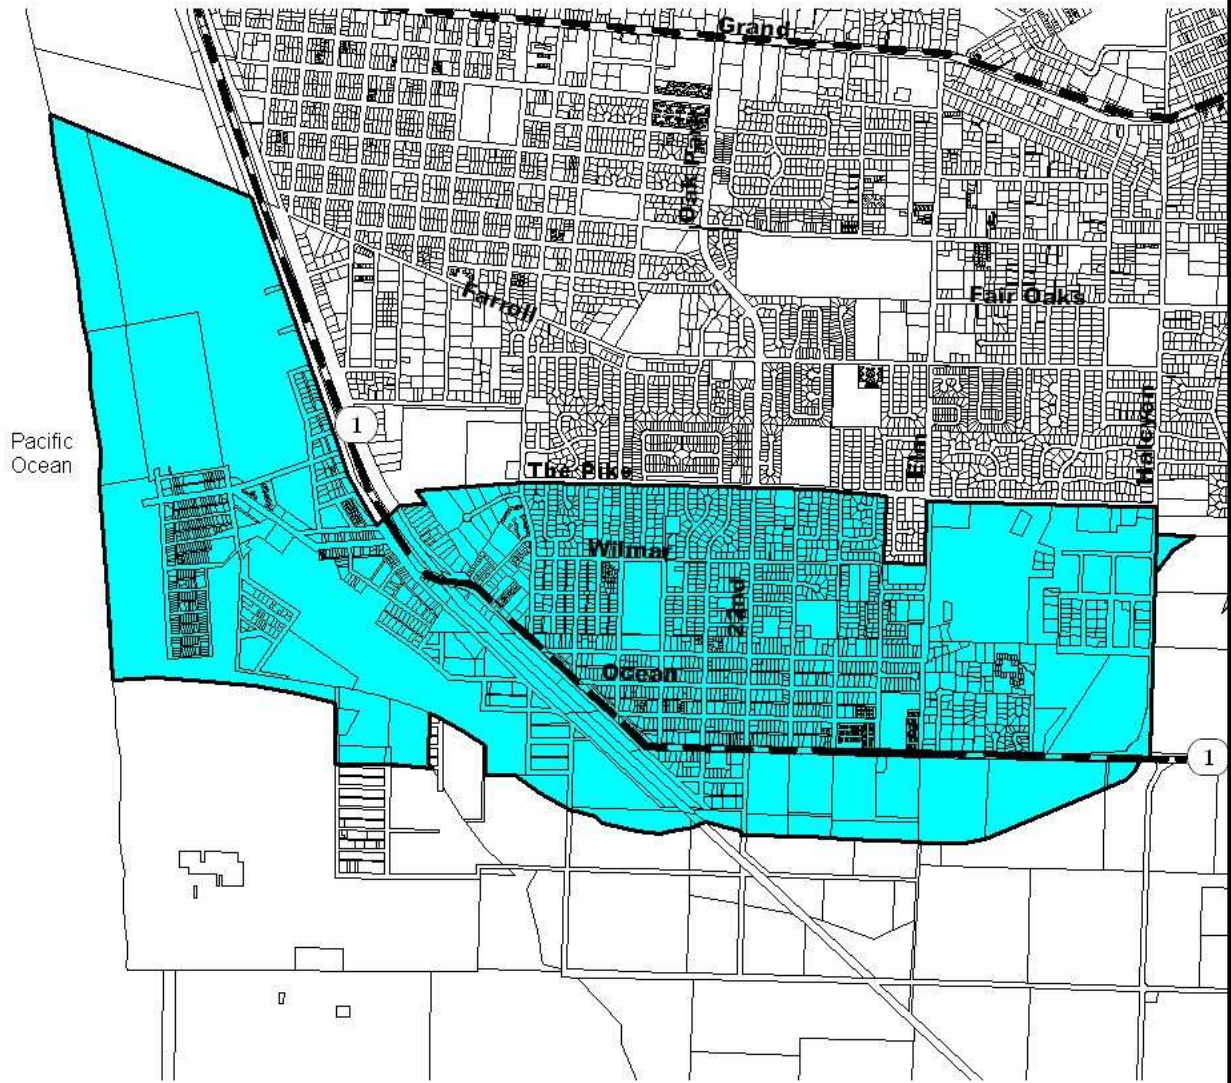 Grand
Oak Park
Farroll
Fair Oaks
1
Halcyon
Pacific
Ocean
The Pike
Elm
Wilmar
22nd
Ocean
1